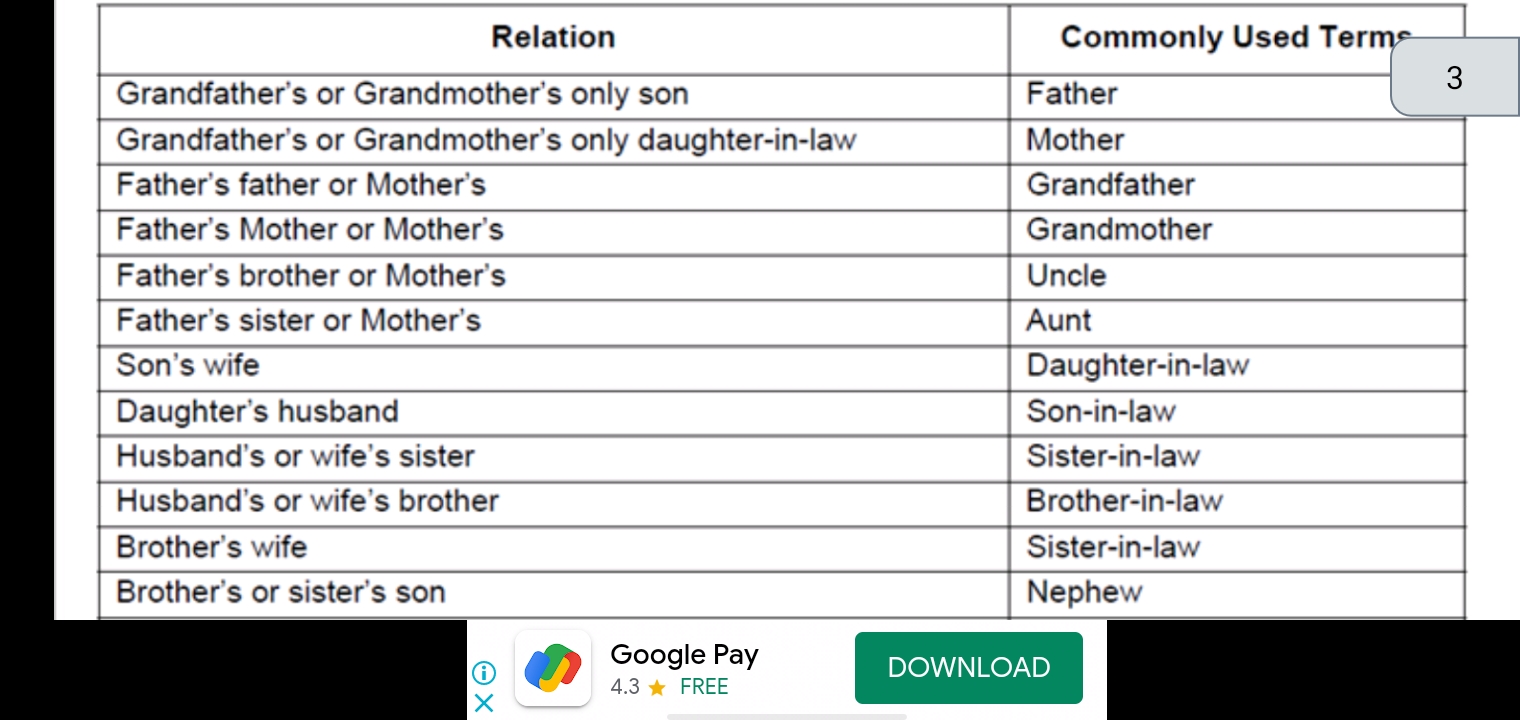 Relation Commonly Used Terms
3
Grandfather's or Grandmother's only son Father
Grandfather's or Grandmother's only daughter-in-law Mother
Father's father or Mother's Grandfather
Father's Mother or Mother's Grandmother
Father's brother or Mother's Uncle
Father's sister or Mother's Aunt
Son's wife Daughter-in-law
Daughter's husband Son-in-law
Husband's or wife's sister Sister-in-law
Husband's or wife's brother Brother-in-law
Brother's wife Sister-in-law
Brother's or sister's son Nephew
Google Pay
4.3 ★ FREE
DOWNLOAD